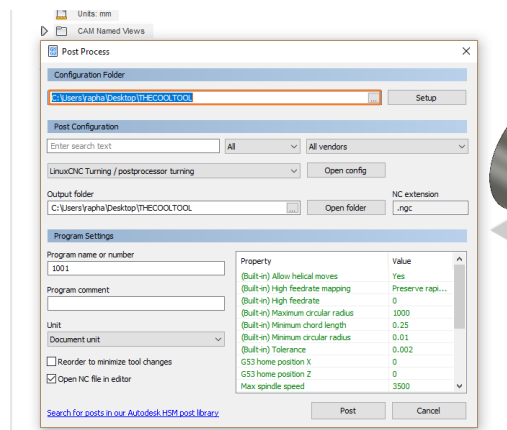 Units: mm
CAM Named Views
Post Process
Configuration Folder
C:\Users\rapha\Desktop\THECOOLTOOL
...
Setup
Post Configuration
Enter search text
All
All vendors
LinuxCNC Turning / postprocessor turning
Open config
Output folder
NC extension
C:\Users\rapha\Desktop\THECOOLTOOL
...
Open folder
.ngc
Program Settings
Program name or number
1001
Program comment
Unit
Document unit
Reorder to minimize tool changes
Open NC file in editor
Property Value
(Built-in) Allow helical moves Yes
(Built-in) High feedrate mapping Preserve rapi...
(Built-in) High feedrate 0
(Built-in) Maximum circular radius 1000
(Built-in) Minimum chord length 0.25
(Built-in) Minimum circular radius 0.01
(Built-in) Tolerance 0.002
G53 home position X 0
G53 home position Z 0
Max spindle speed 3500
Search for posts in our Autodesk HSM post library
Post
Cancel